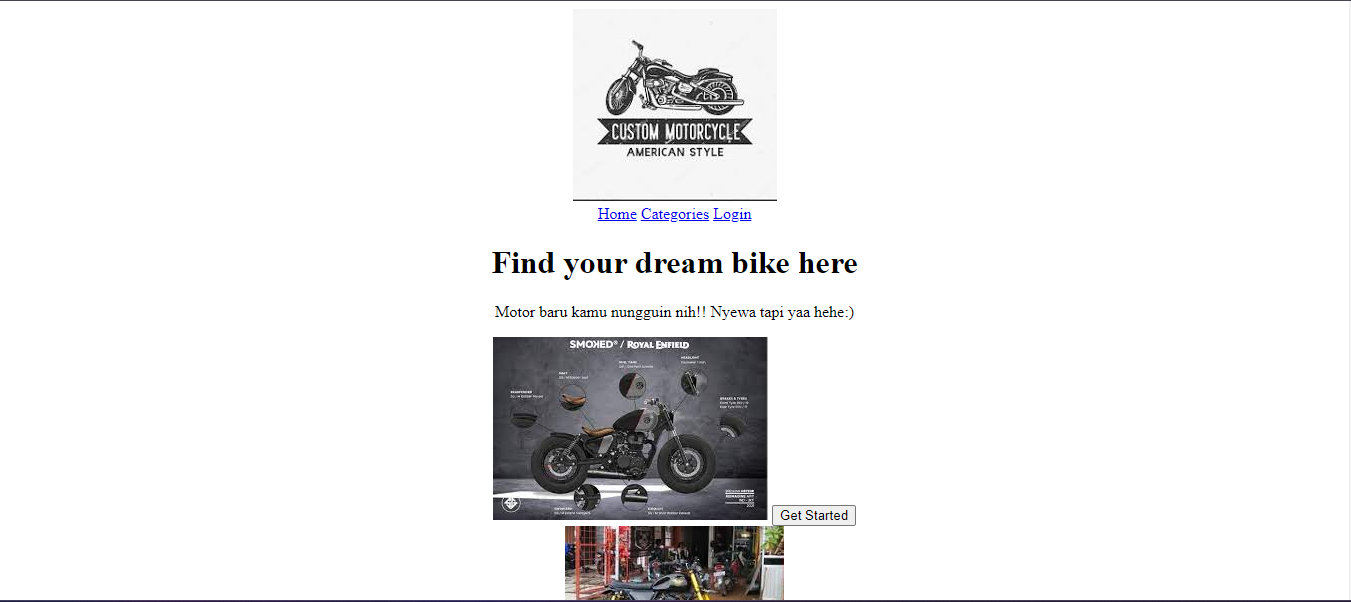 CUSTOM MOTORCYCLE
AMERICAN STYLE
Home Categories Login
Find your dream bike here
Motor baru kamu nungguin nih!! Nyewa tapi yaa hehe:)
SMOKED® / ROYAL ENFIELD
Get Started